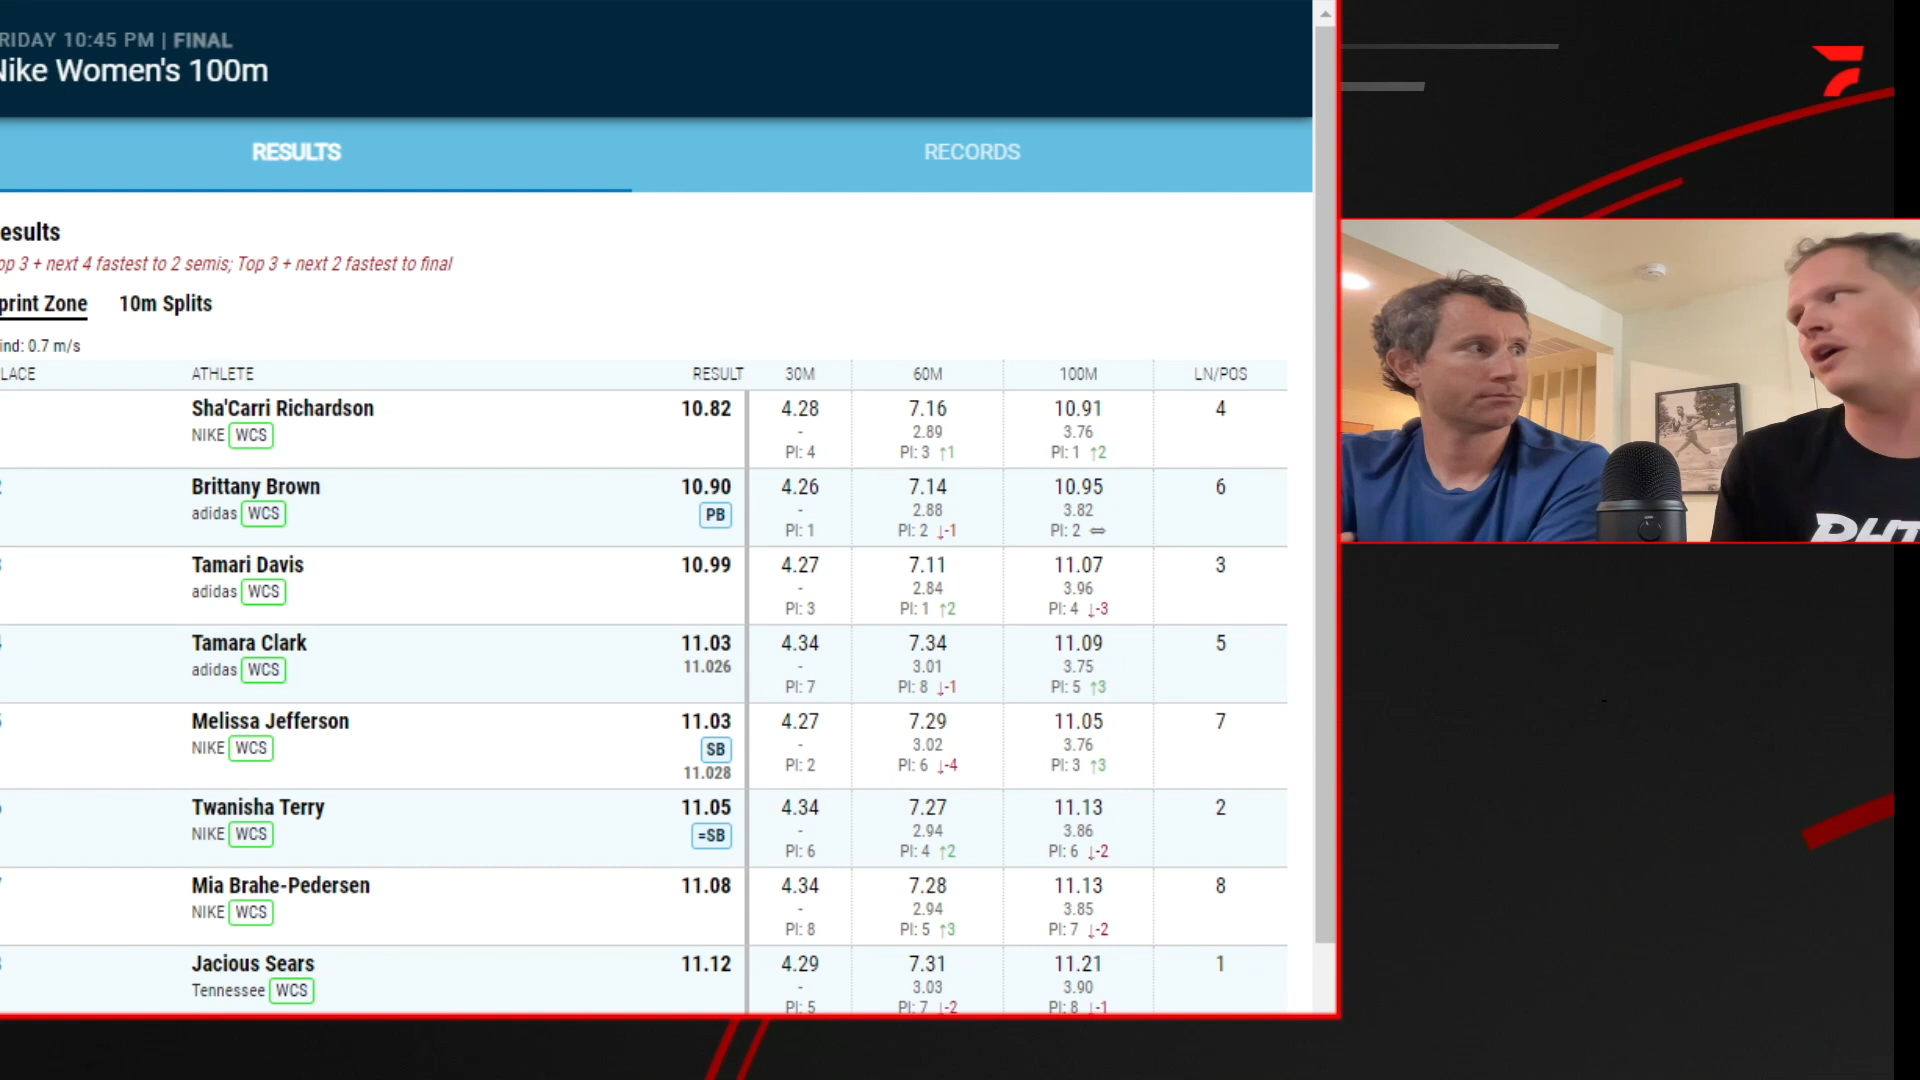 RIDAY 10:45 PM | FINAL
Nike Women's 100m
RESULTS RECORDS
esults
op 3 + next 4 fastest to 2 semis; Top 3 + next 2 fastest to final
print Zone 10m Splits
ind: 0.7 m/s
LACE ATHLETE RESULT 30M 60M 100M LN/POS
Sha'Carri Richardson 10.82 4.28 7.16 10.91 4
NIKE WCS - 2.89 3.76
Pl: 4 Pl: 3 ↑1 Pl: 1 ↑2
Brittany Brown 10.90 4.26 7.14 10.95 6
adidas WCS PB - 2.88 3.82
Pl: 1 Pl: 2 ↓-1 Pl: 2 ⇔
Tamari Davis 10.99 4.27 7.11 11.07 3
adidas WCS - 2.84 3.96
Pl: 3 Pl: 1 ↑2 Pl: 4 ↓-3
Tamara Clark 11.03 4.34 7.34 11.09 5
adidas WCS 11.026 - 3.01 3.75
Pl: 7 Pl: 8 ↓-1 Pl: 5 ↑3
Melissa Jefferson 11.03 4.27 7.29 11.05 7
NIKE WCS SB - 3.02 3.76
11.028 Pl: 2 Pl: 6 ↓-4 Pl: 3 ↑3
Twanisha Terry 11.05 4.34 7.27 11.13 2
NIKE WCS =SB - 2.94 3.86
Pl: 6 Pl: 4 ↑2 Pl: 6 ↓-2
Mia Brahe-Pedersen 11.08 4.34 7.28 11.13 8
NIKE WCS - 2.94 3.85
Pl: 8 Pl: 5 ↑3 Pl: 7 ↓-2
Jacious Sears 11.12 4.29 7.31 11.21 1
Tennessee WCS - 3.03 3.90
Pl: 5 Pl: 7 ↓-2 Pl: 8 ↓-1